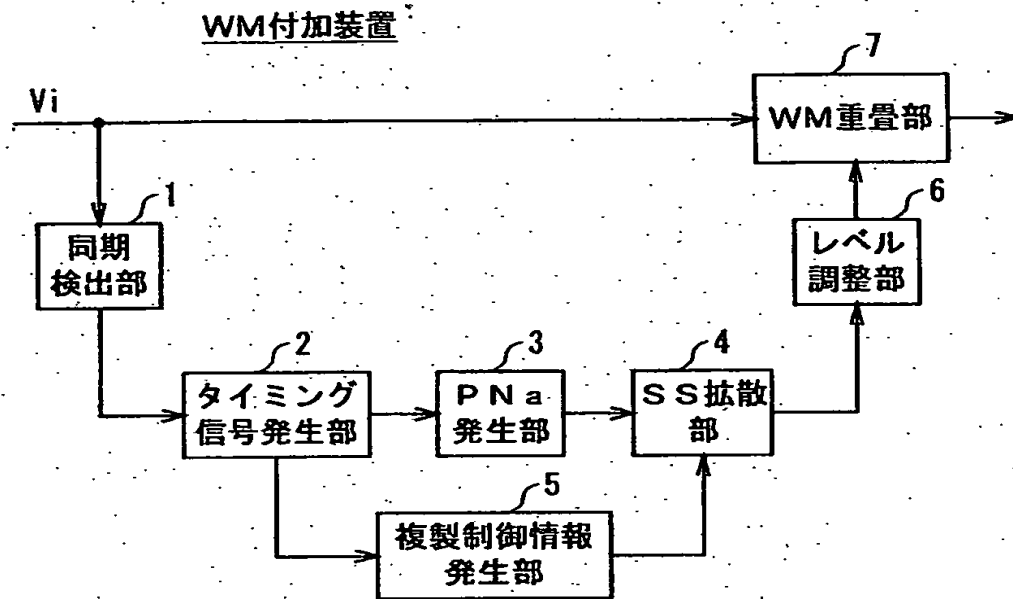 WM付加装置
7
Vi
WM重畳部
1
6
同期
検出部
レベル
調整部
2
3
4
タイミング
信号発生部
PNa
発生部
SS拡散
部
5
複製制御情報
発生部